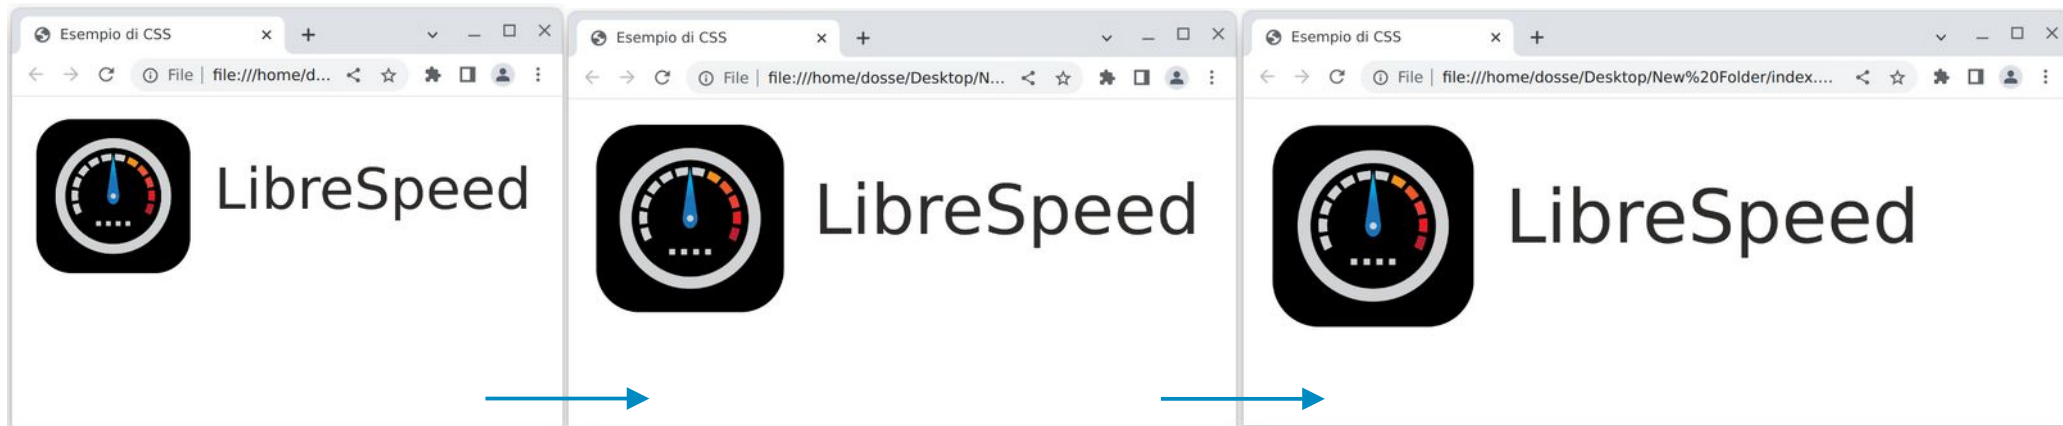 Esempio di CSS
File
file:///home/d...
LibreSpeed
Esempio di CSS
File
file:///home/dosse/Desktop/N...
LibreSpeed
Esempio di CSS
File
file:///home/dosse/Desktop/New%20Folder/index....
LibreSpeed